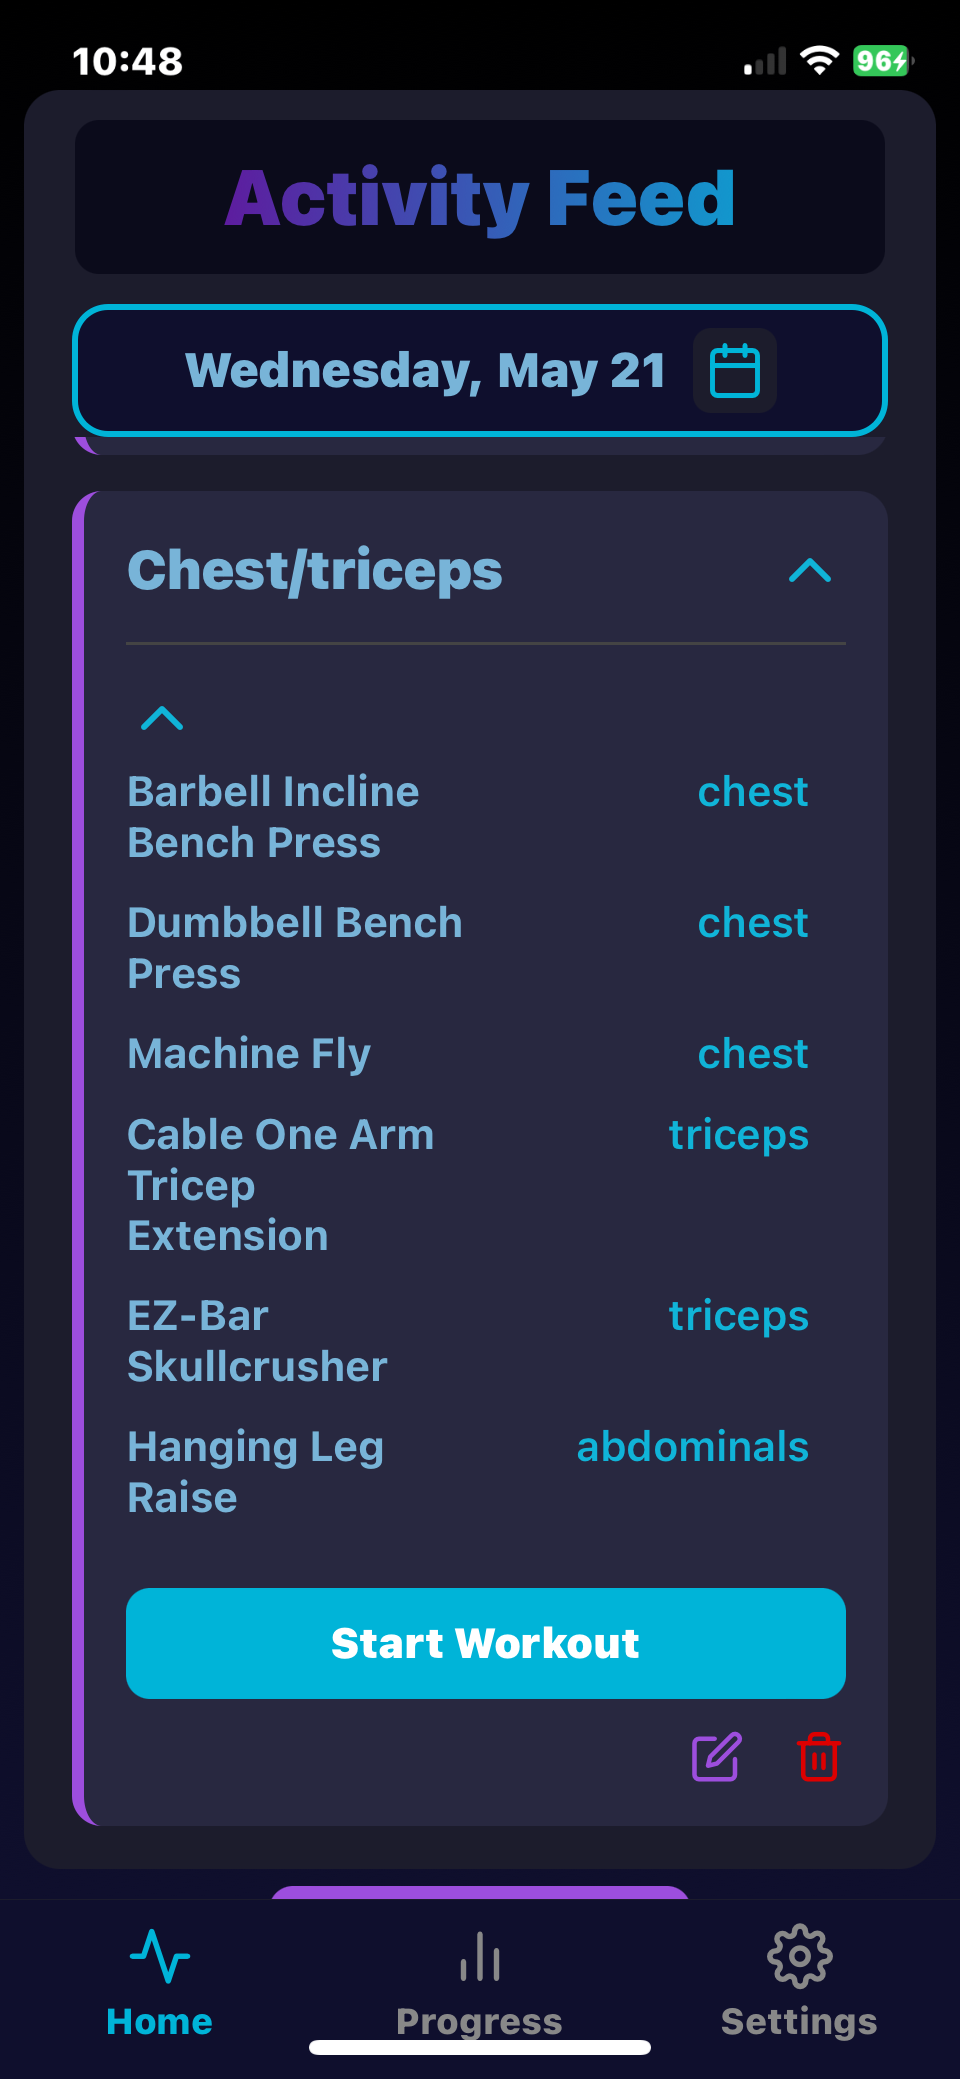 10:48
96
Activity Feed
Wednesday, May 21
Chest/triceps
Barbell Incline
Bench Press
chest
Dumbbell Bench
Press
chest
Machine Fly
chest
Cable One Arm
Tricep
Extension
triceps
EZ-Bar
Skullcrusher
triceps
Hanging Leg
Raise
abdominals
Start Workout
Home
Progress
Settings